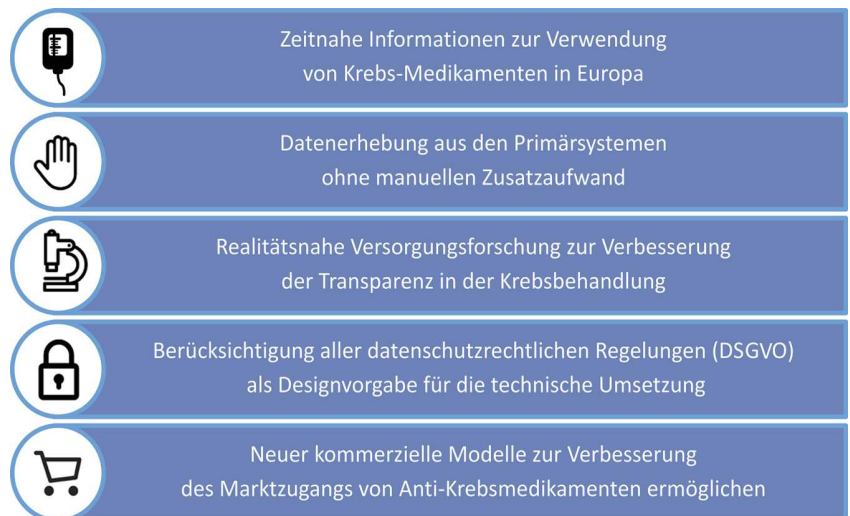 Zeitnahe Informationen zur Verwendung
von Krebs-Medikamenten in Europa
Datenerhebung aus den Primärsystemen
ohne manuellen Zusatzaufwand
Realitätsnahe Versorgungsforschung zur Verbesserung
der Transparenz in der Krebsbehandlung
Berücksichtigung aller datenschutzrechtlichen Regelungen (DSGVO)
als Designvorgabe für die technische Umsetzung
Neuer kommerzielle Modelle zur Verbesserung
des Marktzugangs von Anti-Krebsmedikamenten ermöglichen